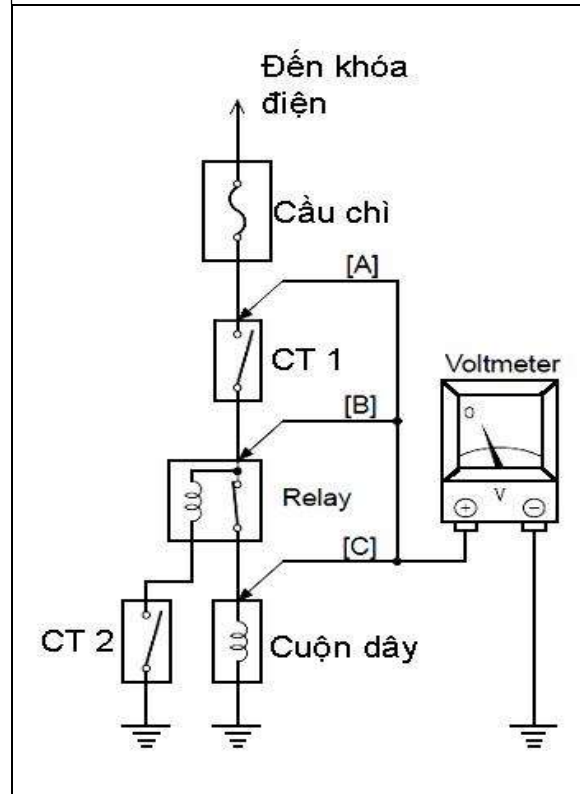 Đến khóa
điện
Cầu chì
[A]
CT 1
Voltmeter
[B]
0
Relay
V
+ −
[C]
CT 2
Cuộn dây